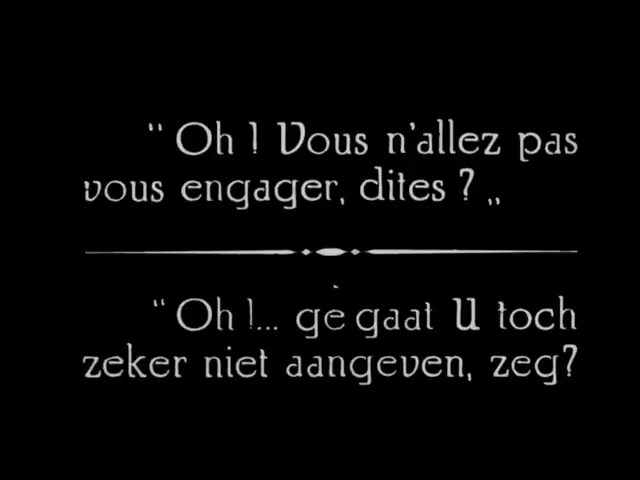 “ Oh ! Vous n'allez pas
vous engager, dites ? „
“ Oh !... ge gaat U toch
zeker niet aangeven, zeg?